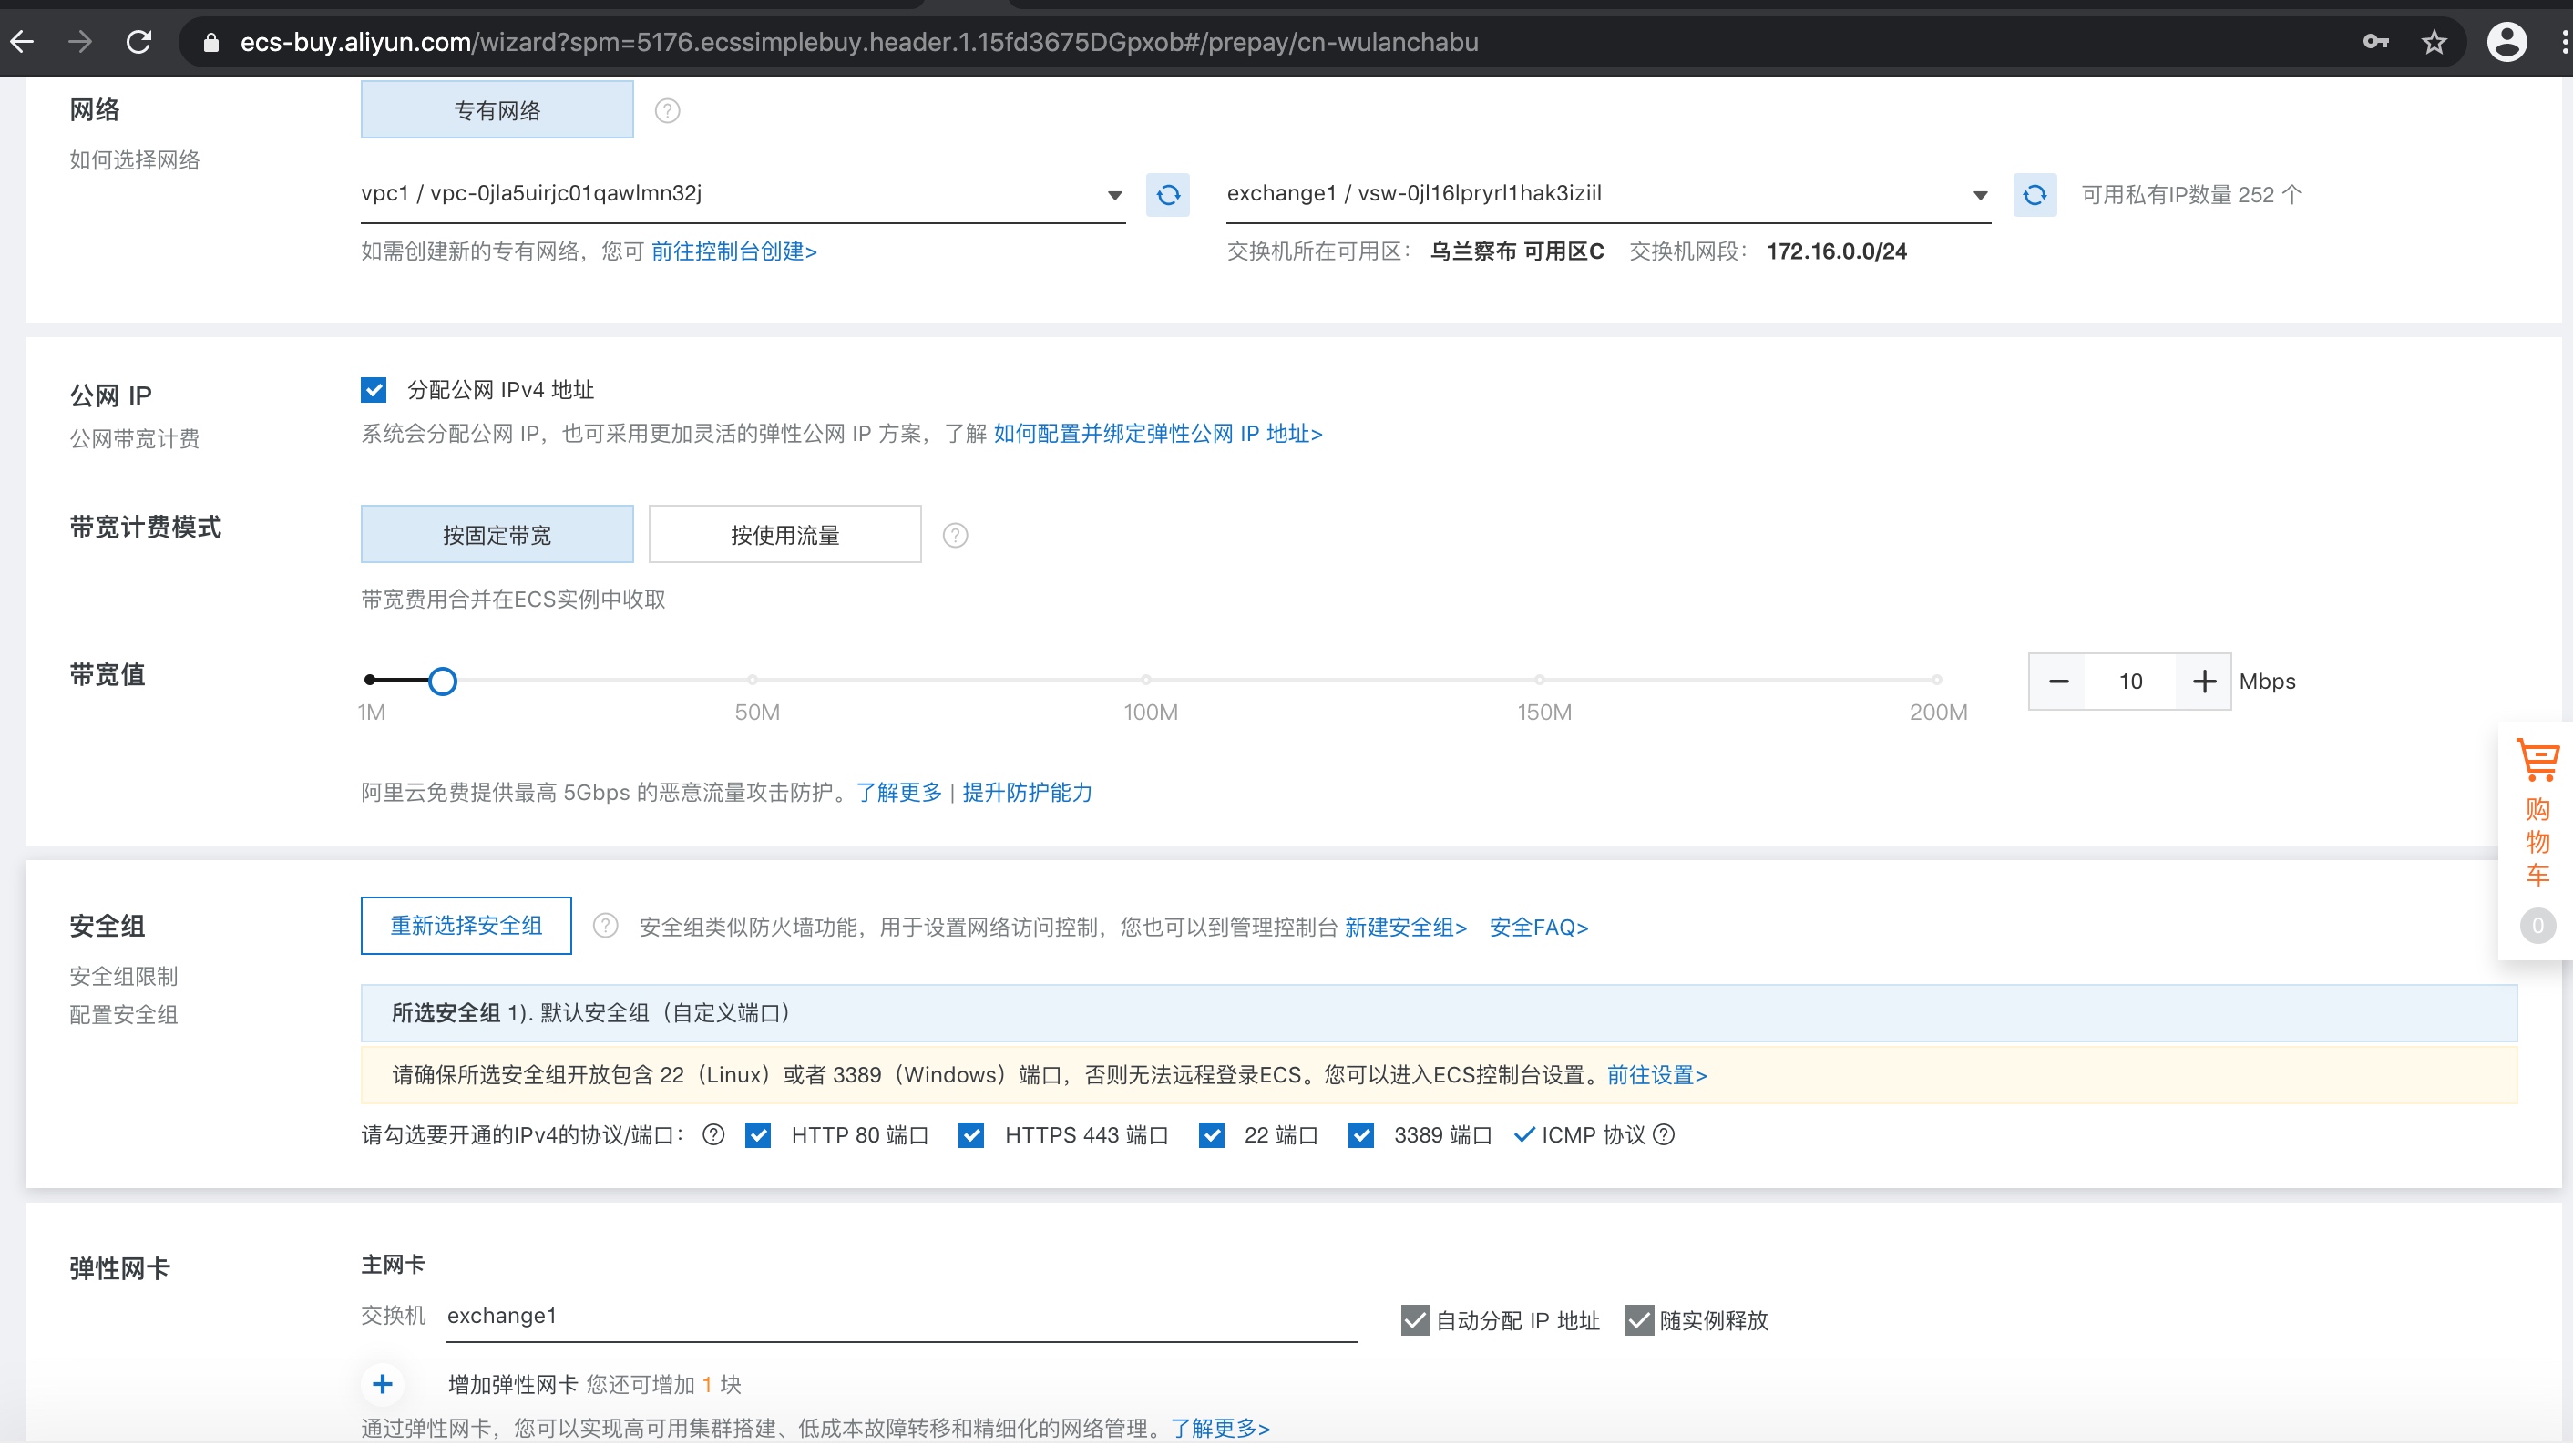 ecs-buy.aliyun.com/wizard?spm=5176.ecssimplebuy.header.1.15fd3675DGpxob#/prepay/cn-wulanchabu
网络
专有网络 ?
如何选择网络
vpc1 / vpc-0jla5uirjc01qawlmn32j
exchange1 / vsw-0jl16lpryrl1hak3iziil
可用私有IP数量 252 个
如需创建新的专有网络，您可 前往控制台创建>
交换机所在可用区： 乌兰察布 可用区C 交换机网段： 172.16.0.0/24
公网 IP
分配公网 IPv4 地址
公网带宽计费
系统会分配公网 IP，也可采用更加灵活的弹性公网 IP 方案，了解 如何配置并绑定弹性公网 IP 地址>
带宽计费模式
按固定带宽 按使用流量 ?
带宽费用合并在ECS实例中收取
带宽值
1M 50M 100M 150M 200M
− 10 + Mbps
阿里云免费提供最高 5Gbps 的恶意流量攻击防护。了解更多 | 提升防护能力
购物车
0
安全组
重新选择安全组 ? 安全组类似防火墙功能，用于设置网络访问控制，您也可以到管理控制台 新建安全组> 安全FAQ>
安全组限制
配置安全组
所选安全组 1). 默认安全组（自定义端口）
请确保所选安全组开放包含 22（Linux）或者 3389（Windows）端口，否则无法远程登录ECS。您可以进入ECS控制台设置。前往设置>
请勾选要开通的IPv4的协议/端口： ? HTTP 80 端口 HTTPS 443 端口 22 端口 3389 端口 ICMP 协议 ?
弹性网卡
主网卡
交换机 exchange1
自动分配 IP 地址 随实例释放
+ 增加弹性网卡 您还可增加 1 块
通过弹性网卡，您可以实现高可用集群搭建、低成本故障转移和精细化的网络管理。了解更多>